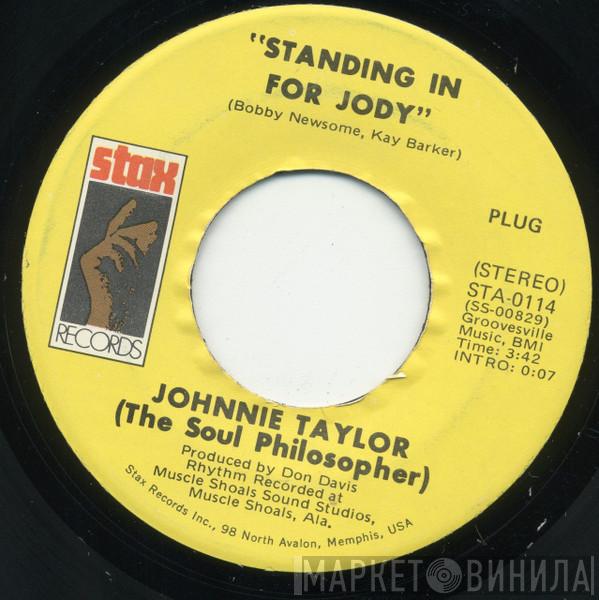 "STANDING IN
FOR JODY"
(Bobby Newsome, Kay Barker)
stax
RECORDS
PLUG
(STEREO)
STA-0114
(SS-00829)
Groovesville
Music, BMI
Time: 3:42
INTRO: 0:07
JOHNNIE TAYLOR
(The Soul Philosopher)
Produced by Don Davis
Rhythm Recorded at
Muscle Shoals Sound Studios,
Muscle Shoals, Ala.
Stax Records Inc., 98 North Avalon, Memphis, USA
МАРКЕТ ВИНИЛА